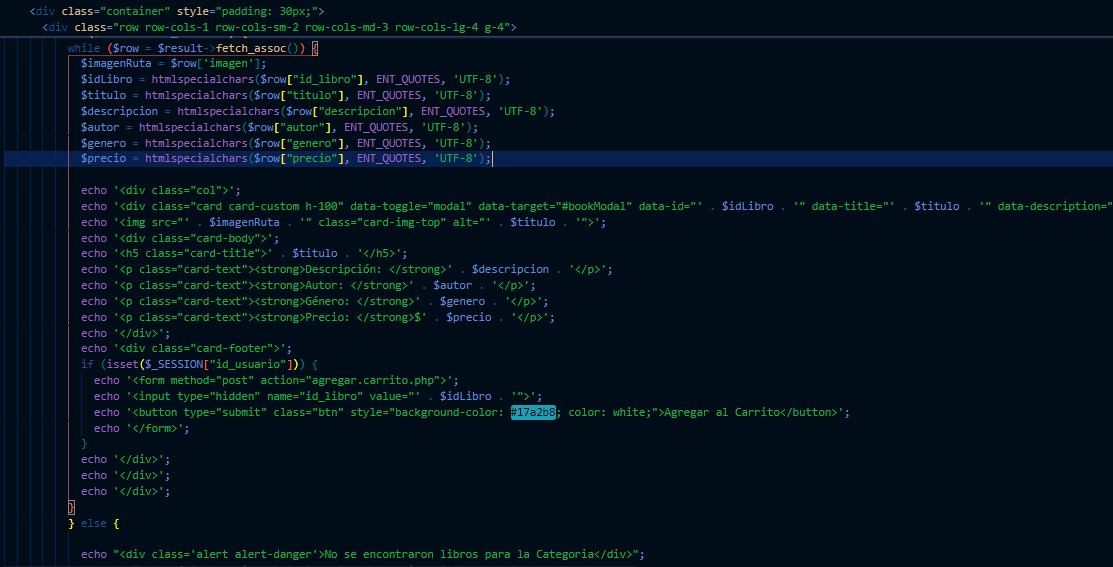 <div class="container" style="padding: 30px;">
<div class="row row-cols-1 row-cols-sm-2 row-cols-md-3 row-cols-lg-4 g-4">
while ($row = $result->fetch_assoc()) {
$imagenRuta = $row['imagen'];
$idLibro = htmlspecialchars($row["id_libro"], ENT_QUOTES, 'UTF-8');
$titulo = htmlspecialchars($row["titulo"], ENT_QUOTES, 'UTF-8');
$descripcion = htmlspecialchars($row["descripcion"], ENT_QUOTES, 'UTF-8');
$autor = htmlspecialchars($row["autor"], ENT_QUOTES, 'UTF-8');
$genero = htmlspecialchars($row["genero"], ENT_QUOTES, 'UTF-8');
$precio = htmlspecialchars($row["precio"], ENT_QUOTES, 'UTF-8');
echo '<div class="col">';
echo '<div class="card card-custom h-100" data-toggle="modal" data-target="#bookModal" data-id="' . $idLibro . '" data-title="' . $titulo . '" data-description="
echo '<img src="' . $imagenRuta . '" class="card-img-top" alt="' . $titulo . '">';
echo '<div class="card-body">';
echo '<h5 class="card-title">' . $titulo . '</h5>';
echo '<p class="card-text"><strong>Descripción: </strong>' . $descripcion . '</p>';
echo '<p class="card-text"><strong>Autor: </strong>' . $autor . '</p>';
echo '<p class="card-text"><strong>Género: </strong>' . $genero . '</p>';
echo '<p class="card-text"><strong>Precio: </strong>$' . $precio . '</p>';
echo '</div>';
echo '<div class="card-footer">';
if (isset($_SESSION["id_usuario"])) {
echo '<form method="post" action="agregar.carrito.php">';
echo '<input type="hidden" name="id_libro" value="' . $idLibro . '">';
echo '<button type="submit" class="btn" style="background-color: #17a2b8; color: white;">Agregar al Carrito</button>';
echo '</form>';
}
echo '</div>';
echo '</div>';
echo '</div>';
}
} else {
echo "<div class='alert alert-danger'>No se encontraron libros para la Categoria</div>";